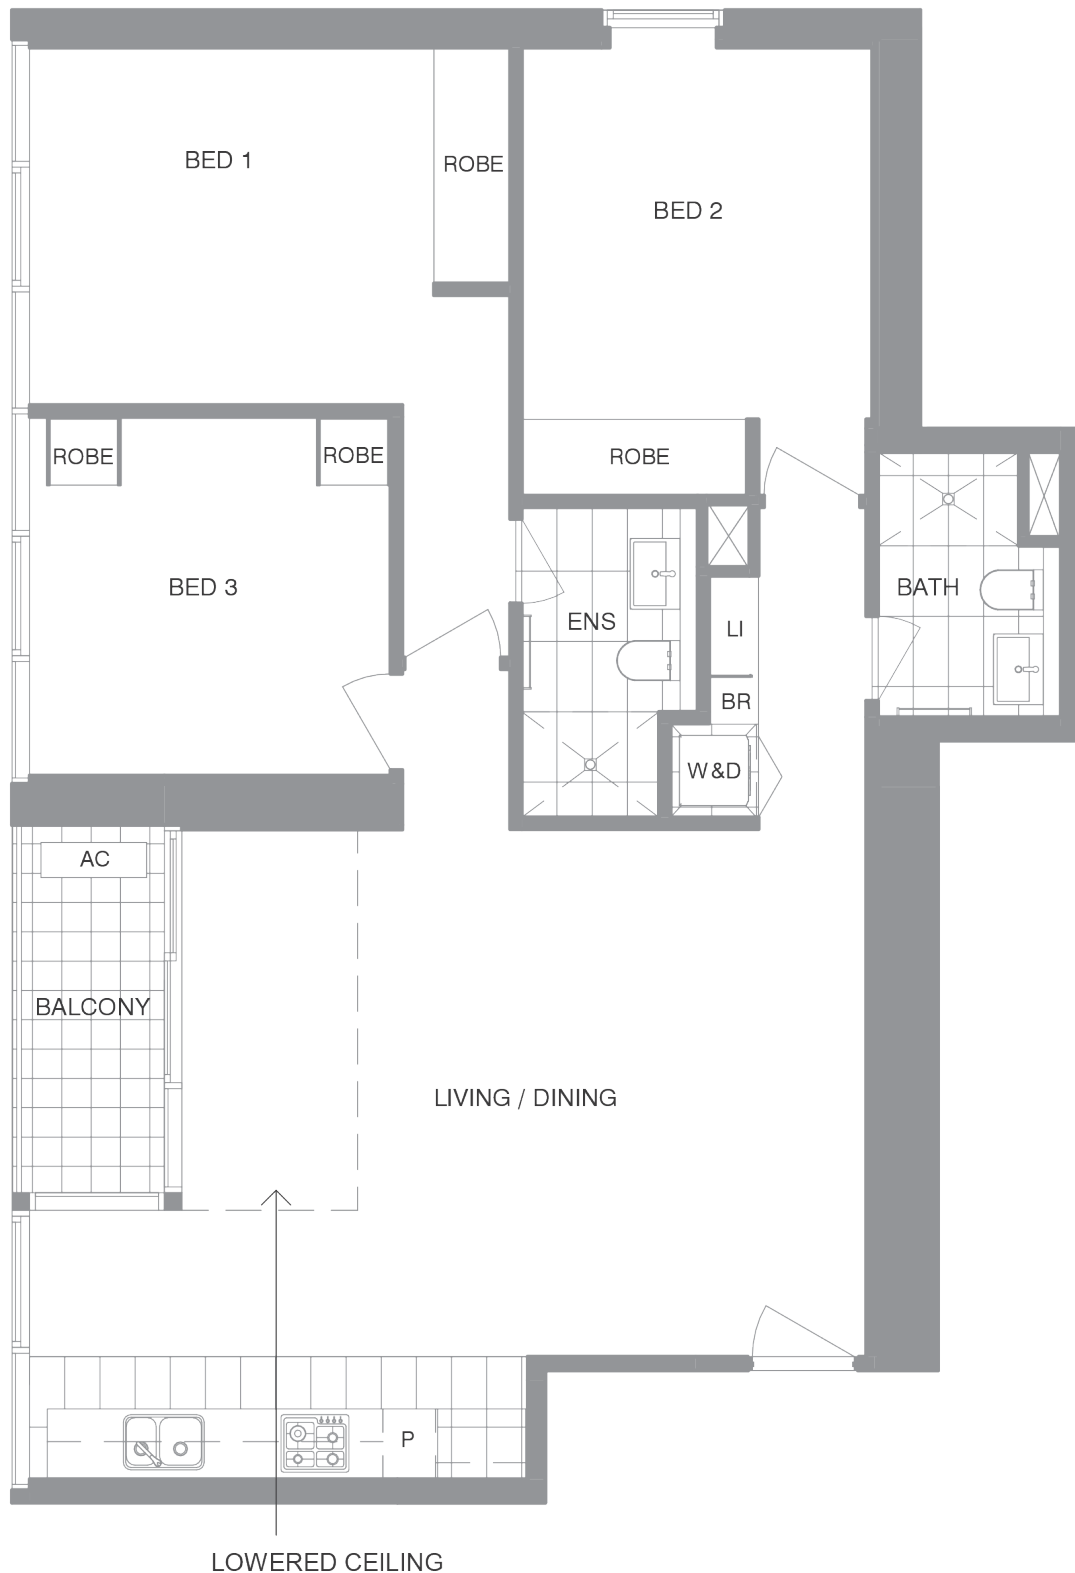 BED 1
ROBE
BED 2
ROBE
ROBE
ROBE
BED 3
BATH
ENS
LI
BR
W&D
AC
BALCONY
LIVING / DINING
P
LOWERED CEILING